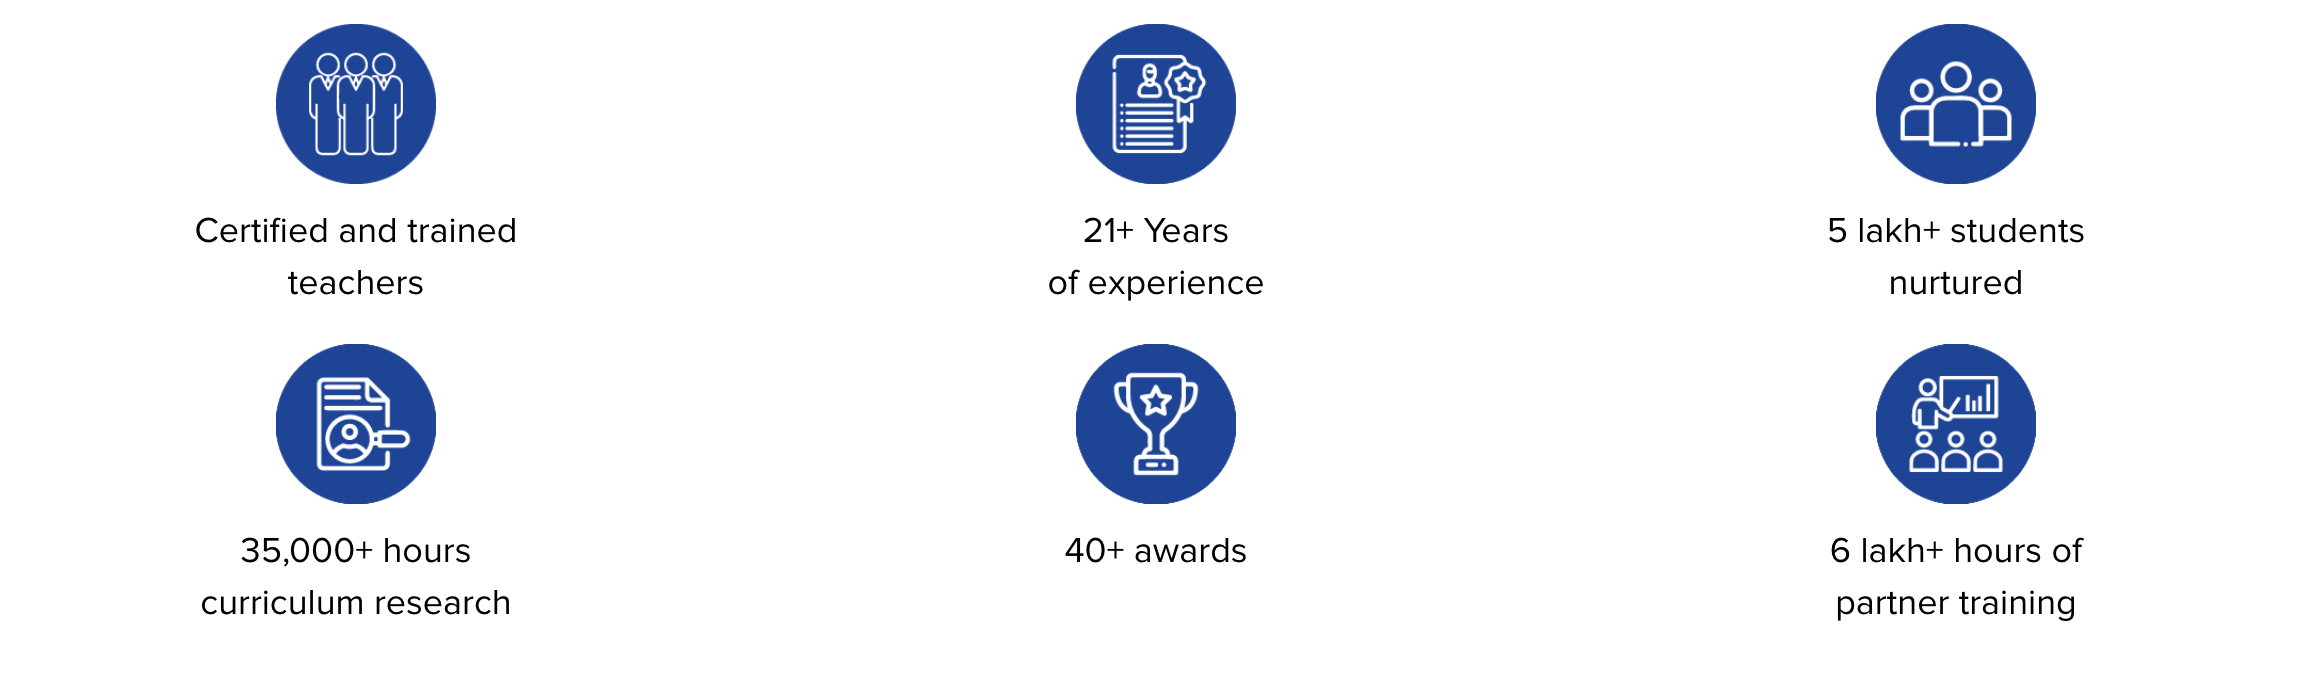 Certified and trained
teachers
21+ Years
of experience
5 lakh+ students
nurtured
35,000+ hours
curriculum research
40+ awards
6 lakh+ hours of
partner training